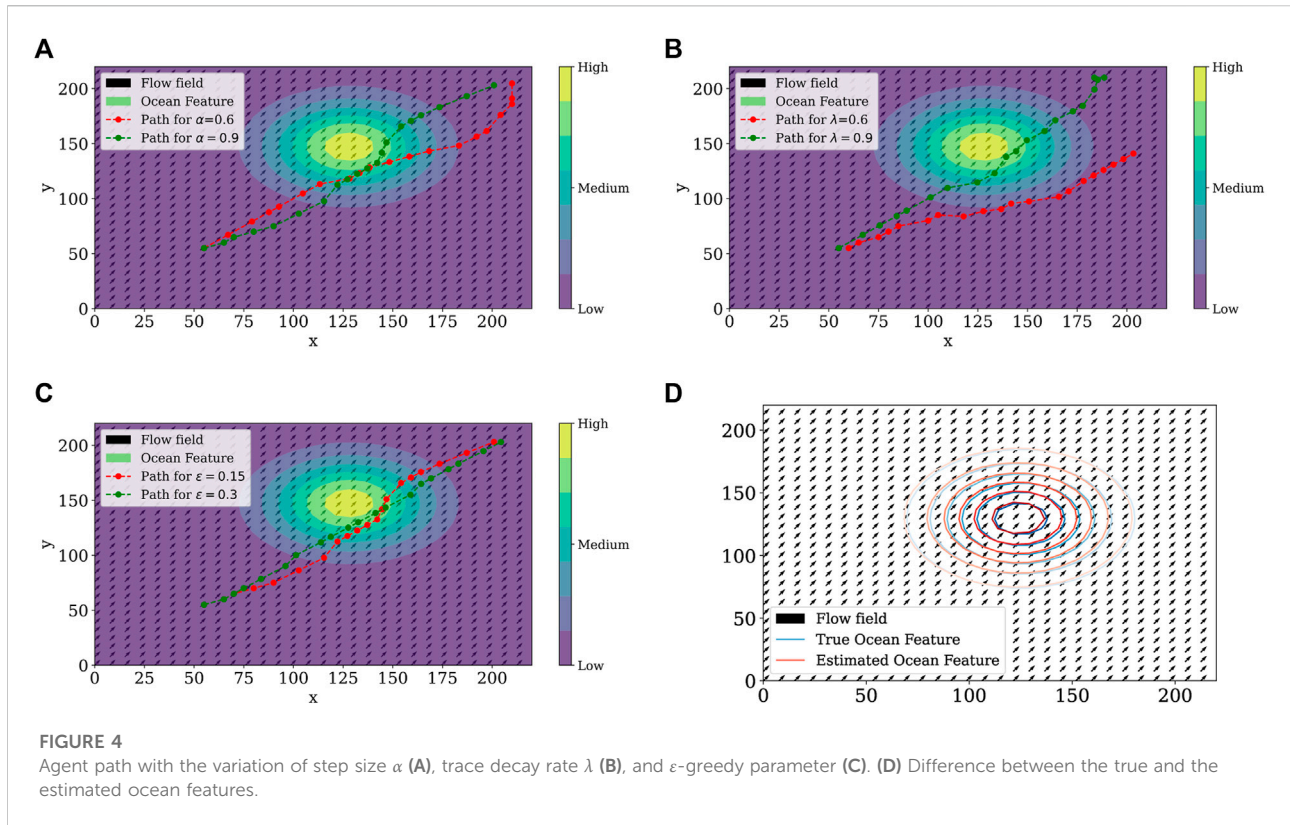 A
Flow field
Ocean Feature
Path for α=0.6
Path for α=0.9
200
150
100
50
0
y
0 25 50 75 100 125 150 175 200
x
High
Medium
Low
B
Flow field
Ocean Feature
Path for λ=0.6
Path for λ=0.9
200
150
100
50
0
y
0 25 50 75 100 125 150 175 200
x
High
Medium
Low
C
Flow field
Ocean Feature
Path for ε=0.15
Path for ε=0.3
200
150
100
50
0
y
0 25 50 75 100 125 150 175 200
x
High
Medium
Low
D
200
150
100
50
0
Flow field
True Ocean Feature
Estimated Ocean Feature
0 50 100 150 200
FIGURE 4
Agent path with the variation of step size α (A), trace decay rate λ (B), and ε-greedy parameter (C). (D) Difference between the true and the
estimated ocean features.